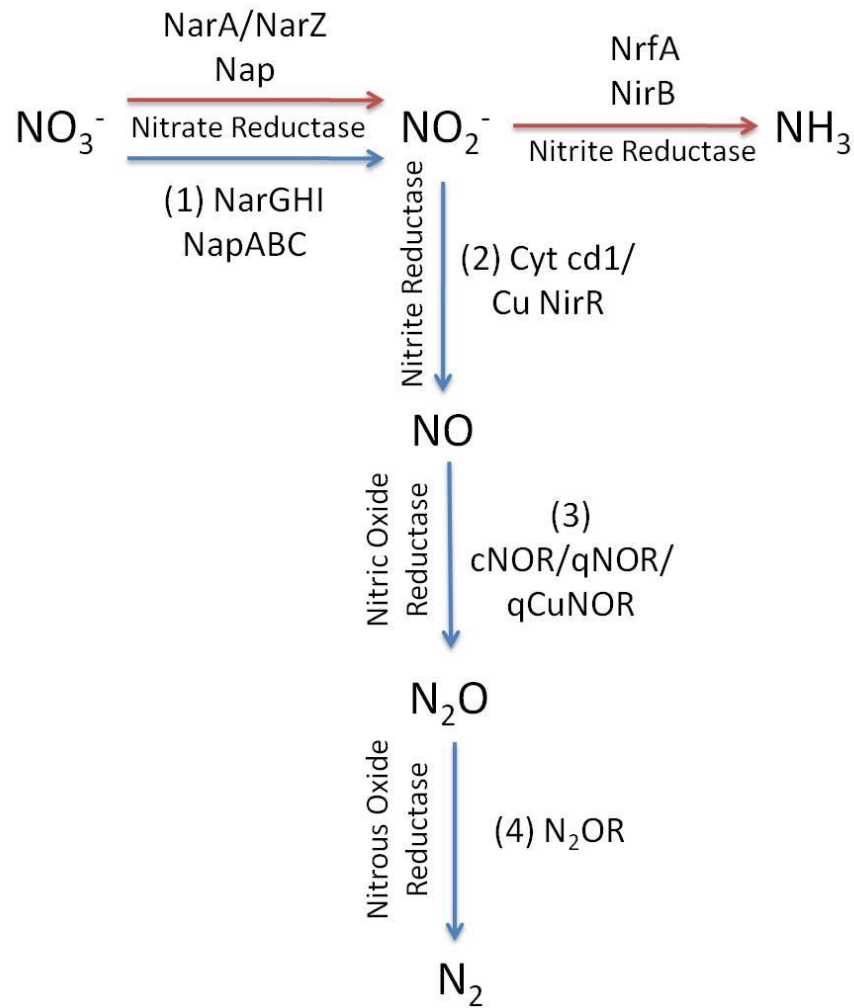 NarA/NarZ
Nap
NO₃⁻
Nitrate Reductase
NO₂⁻
(1) NarGHI
NapABC
NrfA
NirB
Nitrite Reductase
NH₃
Nitrite Reductase
(2) Cyt cd1/
Cu NirR
NO
Nitric Oxide
Reductase
(3)
cNOR/qNOR/
qCuNOR
N₂O
Nitrous Oxide
Reductase
(4) N₂OR
N₂